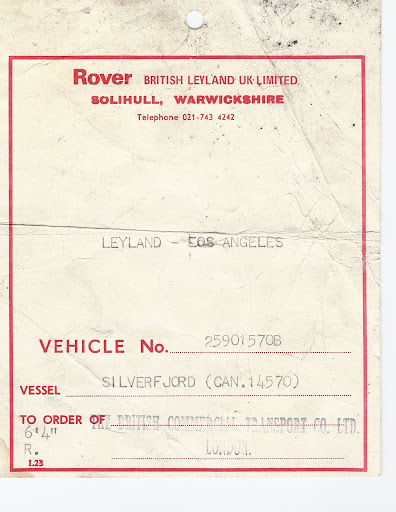 Rover BRITISH LEYLAND UK LIMITED
SOLIHULL, WARWICKSHIRE
Telephone 021-743 4242
LEYLAND - LOS ANGELES
VEHICLE No. 25901570B
VESSEL SILVERFJORD (CAN.14570)
TO ORDER OF THE BRITISH COMMERCIAL TRANSPORT CO. LTD.
6'4" LONDON.
R.
L23